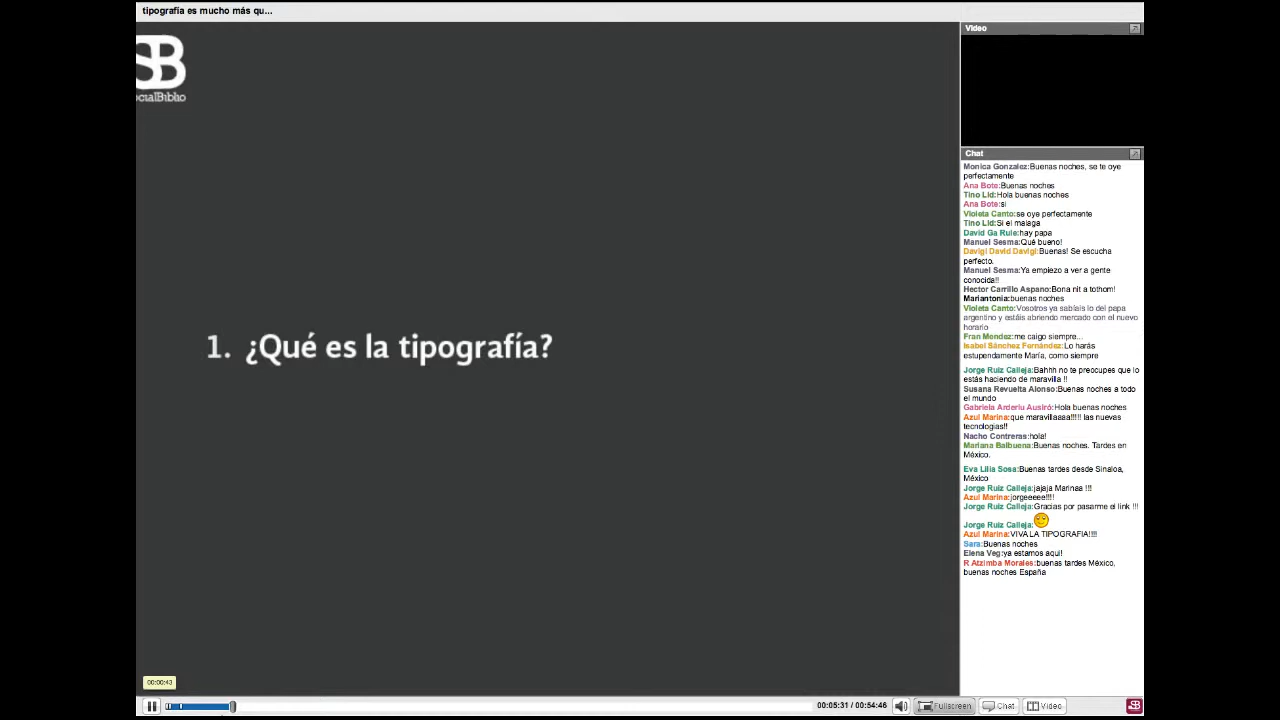 tipografía es mucho más qu...
SB
ocialBiblio
1. ¿Qué es la tipografía?
00:00:43
Video
Chat
Monica Gonzalez:Buenas noches, se te oye
perfectamente
Ana Bote:Buenas noches
Tino Lid:Hola buenas noches
Ana Bote:si
Violeta Canto:se oye perfectamente
Tino Lid:Si el malaga
David Ga Rule:hay papa
Manuel Sesma:Qué bueno!
Davigi David Davigi:Buenas! Se escucha
perfecto.
Manuel Sesma:Ya empiezo a ver a gente
conocida!!
Hector Carrillo Aspano:Bona nit a tothom!
Mariantonia:buenas noches
Violeta Canto:Vosotros ya sabíais lo del papa
argentino y estáis abriendo mercado con el nuevo
horario
Fran Mendez:me caigo siempre...
Isabel Sánchez Fernández:Lo harás
estupendamente María, como siempre
Jorge Ruiz Calleja:Bahhh no te preocupes que lo
estás haciendo de maravilla !!
Susana Revuelta Alonso:Buenas noches a todo
el mundo
Gabriela Arderiu Ausiró:Hola buenas noches
Azul Marina:que maravillaaaa!!!!! las nuevas
tecnologias!!
Nacho Contreras:hola!
Mariana Balbuena:Buenas noches. Tardes en
México.
Eva Lilia Sosa:Buenas tardes desde Sinaloa,
México
Jorge Ruiz Calleja:jajaja Marinaa !!!
Azul Marina:jorgeeeee!!!!
Jorge Ruiz Calleja:Gracias por pasarme el link !!!
Jorge Ruiz Calleja:
Azul Marina:VIVA LA TIPOGRAFIA!!!!
Sara:Buenas noches
Elena Veg:ya estamos aqui!
R Atzimba Morales:buenas tardes México,
buenas noches España
00:05:31 / 00:54:46
Fullscreen
Chat
Video
SB